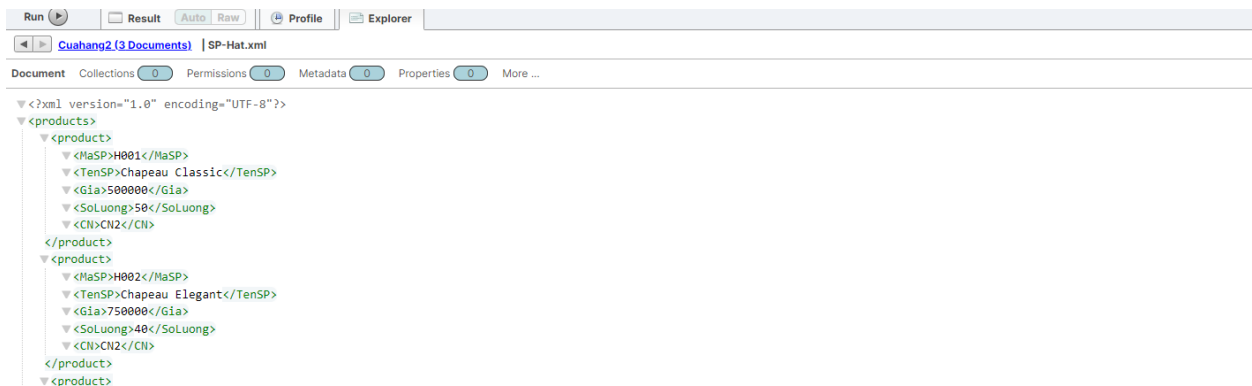 Run Result Auto Raw Profile Explorer
Cuahang2 (3 Documents) | SP-Hat.xml
Document Collections 0 Permissions 0 Metadata 0 Properties 0 More ...
<?xml version="1.0" encoding="UTF-8"?>
<products>
<product>
<MaSP>H001</MaSP>
<TenSP>Chapeau Classic</TenSP>
<Gia>500000</Gia>
<SoLuong>50</SoLuong>
<CN>CN2</CN>
</product>
<product>
<MaSP>H002</MaSP>
<TenSP>Chapeau Elegant</TenSP>
<Gia>750000</Gia>
<SoLuong>40</SoLuong>
<CN>CN2</CN>
</product>
<product>